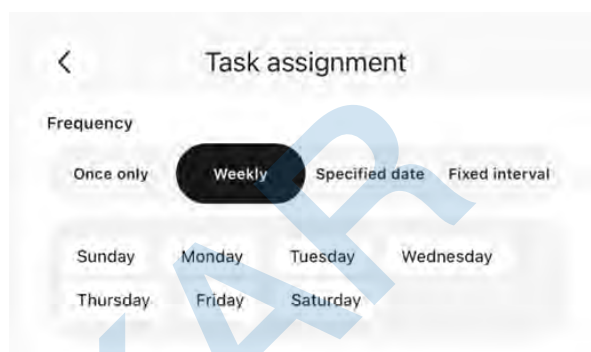 Task assignment
Frequency
Once only Weekly Specified date Fixed interval
Sunday Monday Tuesday Wednesday
Thursday Friday Saturday